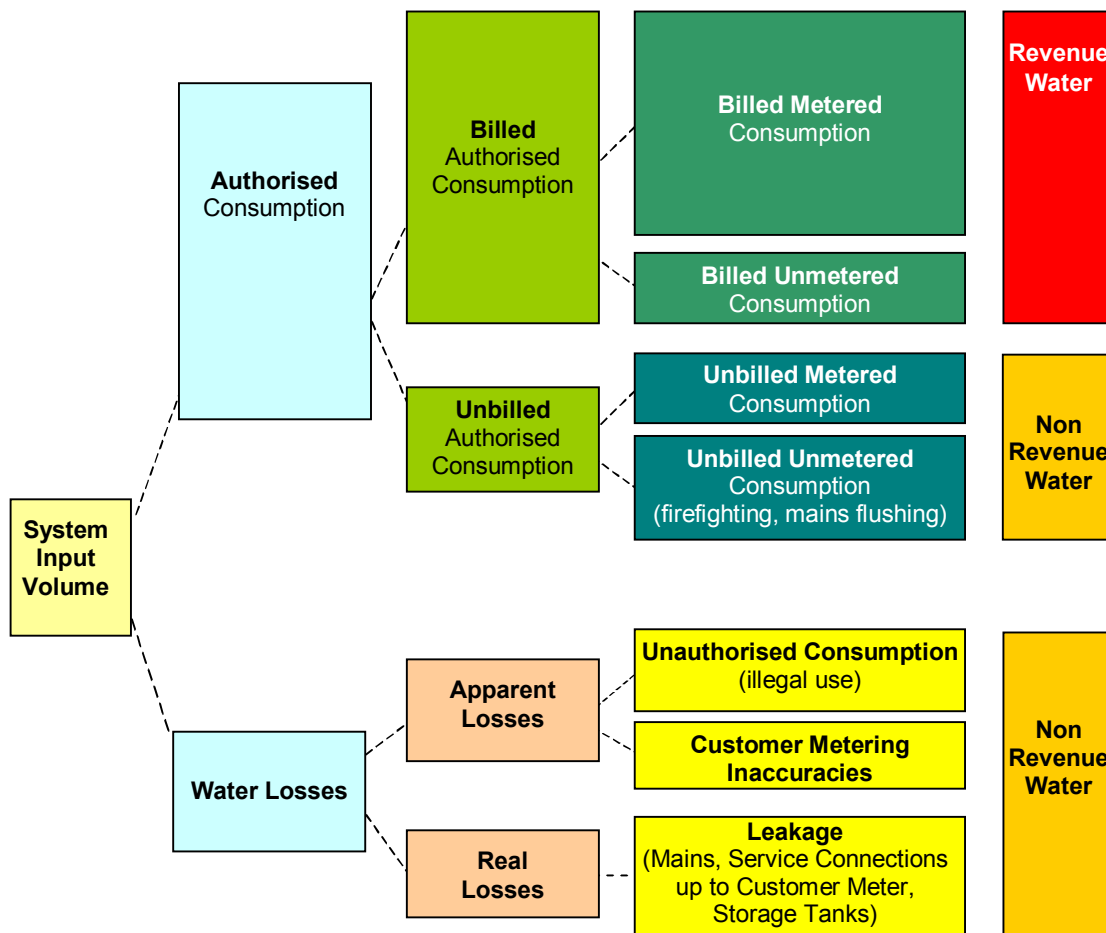 System
Input
Volume
Authorised
Consumption
Water Losses
Billed
Authorised
Consumption
Unbilled
Authorised
Consumption
Apparent
Losses
Real
Losses
Billed Metered
Consumption
Billed Unmetered
Consumption
Unbilled Metered
Consumption
Unbilled Unmetered
Consumption
(firefighting, mains flushing)
Unauthorised Consumption
(illegal use)
Customer Metering
Inaccuracies
Leakage
(Mains, Service Connections
up to Customer Meter,
Storage Tanks)
Revenue
Water
Non
Revenue
Water
Non
Revenue
Water